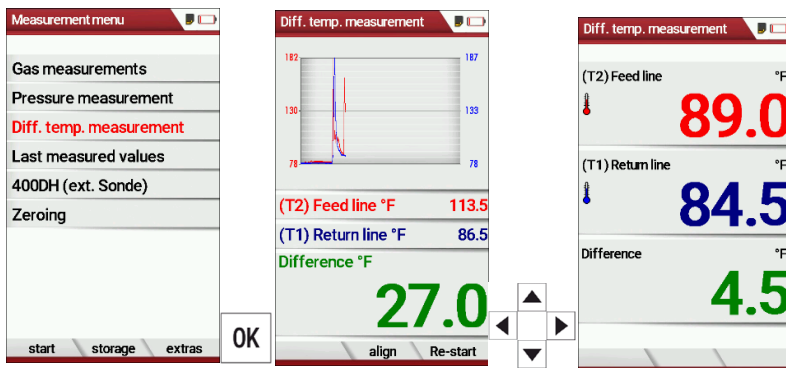 Measurement menu
Gas measurements
Pressure measurement
Diff. temp. measurement
Last measured values
400DH (ext. Sonde)
Zeroing
start storage extras
OK
Diff. temp. measurement
182 187
130 133
78 78
(T2) Feed line °F 113.5
(T1) Return line °F 86.5
Difference °F
27.0
align Re-start
Diff. temp. measurement
(T2) Feed line °F
89.0
(T1) Return line °F
84.5
Difference °F
4.5